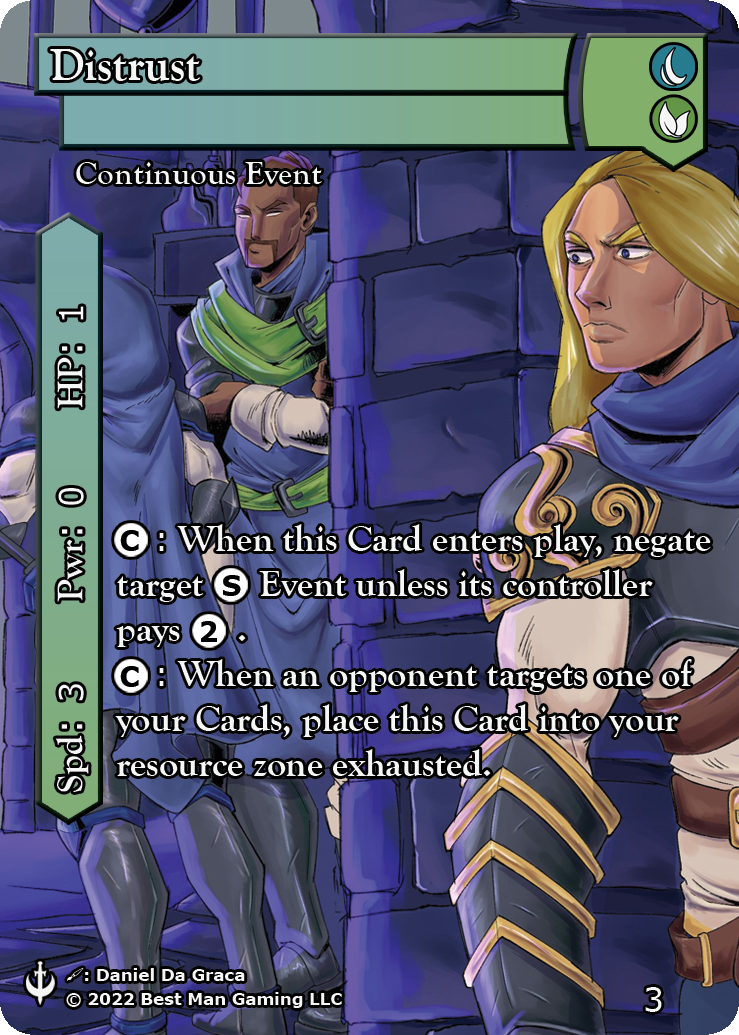 Distrust
Continuous Event
HP: 1
Pwr: 0
Spd: 3
C : When this Card enters play, negate
target S Event unless its controller
pays 2 .
C : When an opponent targets one of
your Cards, place this Card into your
resource zone exhausted.
: Daniel Da Graca
© 2022 Best Man Gaming LLC
3